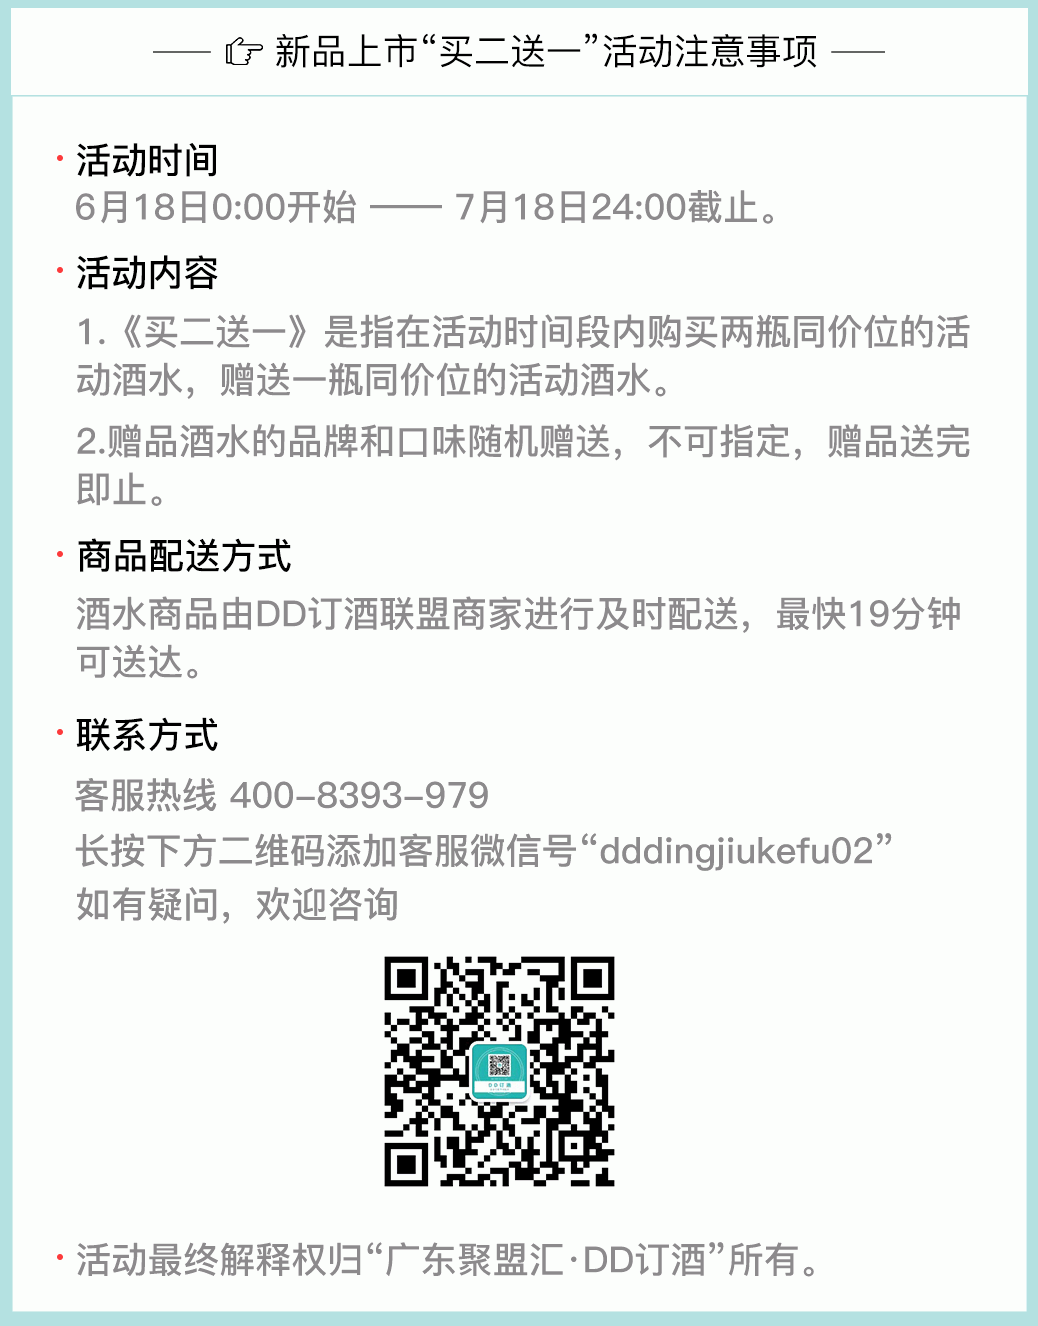 新品上市“买二送一”活动注意事项
活动时间
6月18日0:00开始 —— 7月18日24:00截止。
活动内容
1.《买二送一》是指在活动时间段内购买两瓶同价位的活
动酒水，赠送一瓶同价位的活动酒水。
2.赠品酒水的品牌和口味随机赠送，不可指定，赠品送完
即止。
商品配送方式
酒水商品由DD订酒联盟商家进行及时配送，最快19分钟
可送达。
联系方式
客服热线 400-8393-979
长按下方二维码添加客服微信号“dddingjiukefu02”
如有疑问，欢迎咨询
DD订酒
·活动最终解释权归“广东聚盟汇·DD订酒”所有。